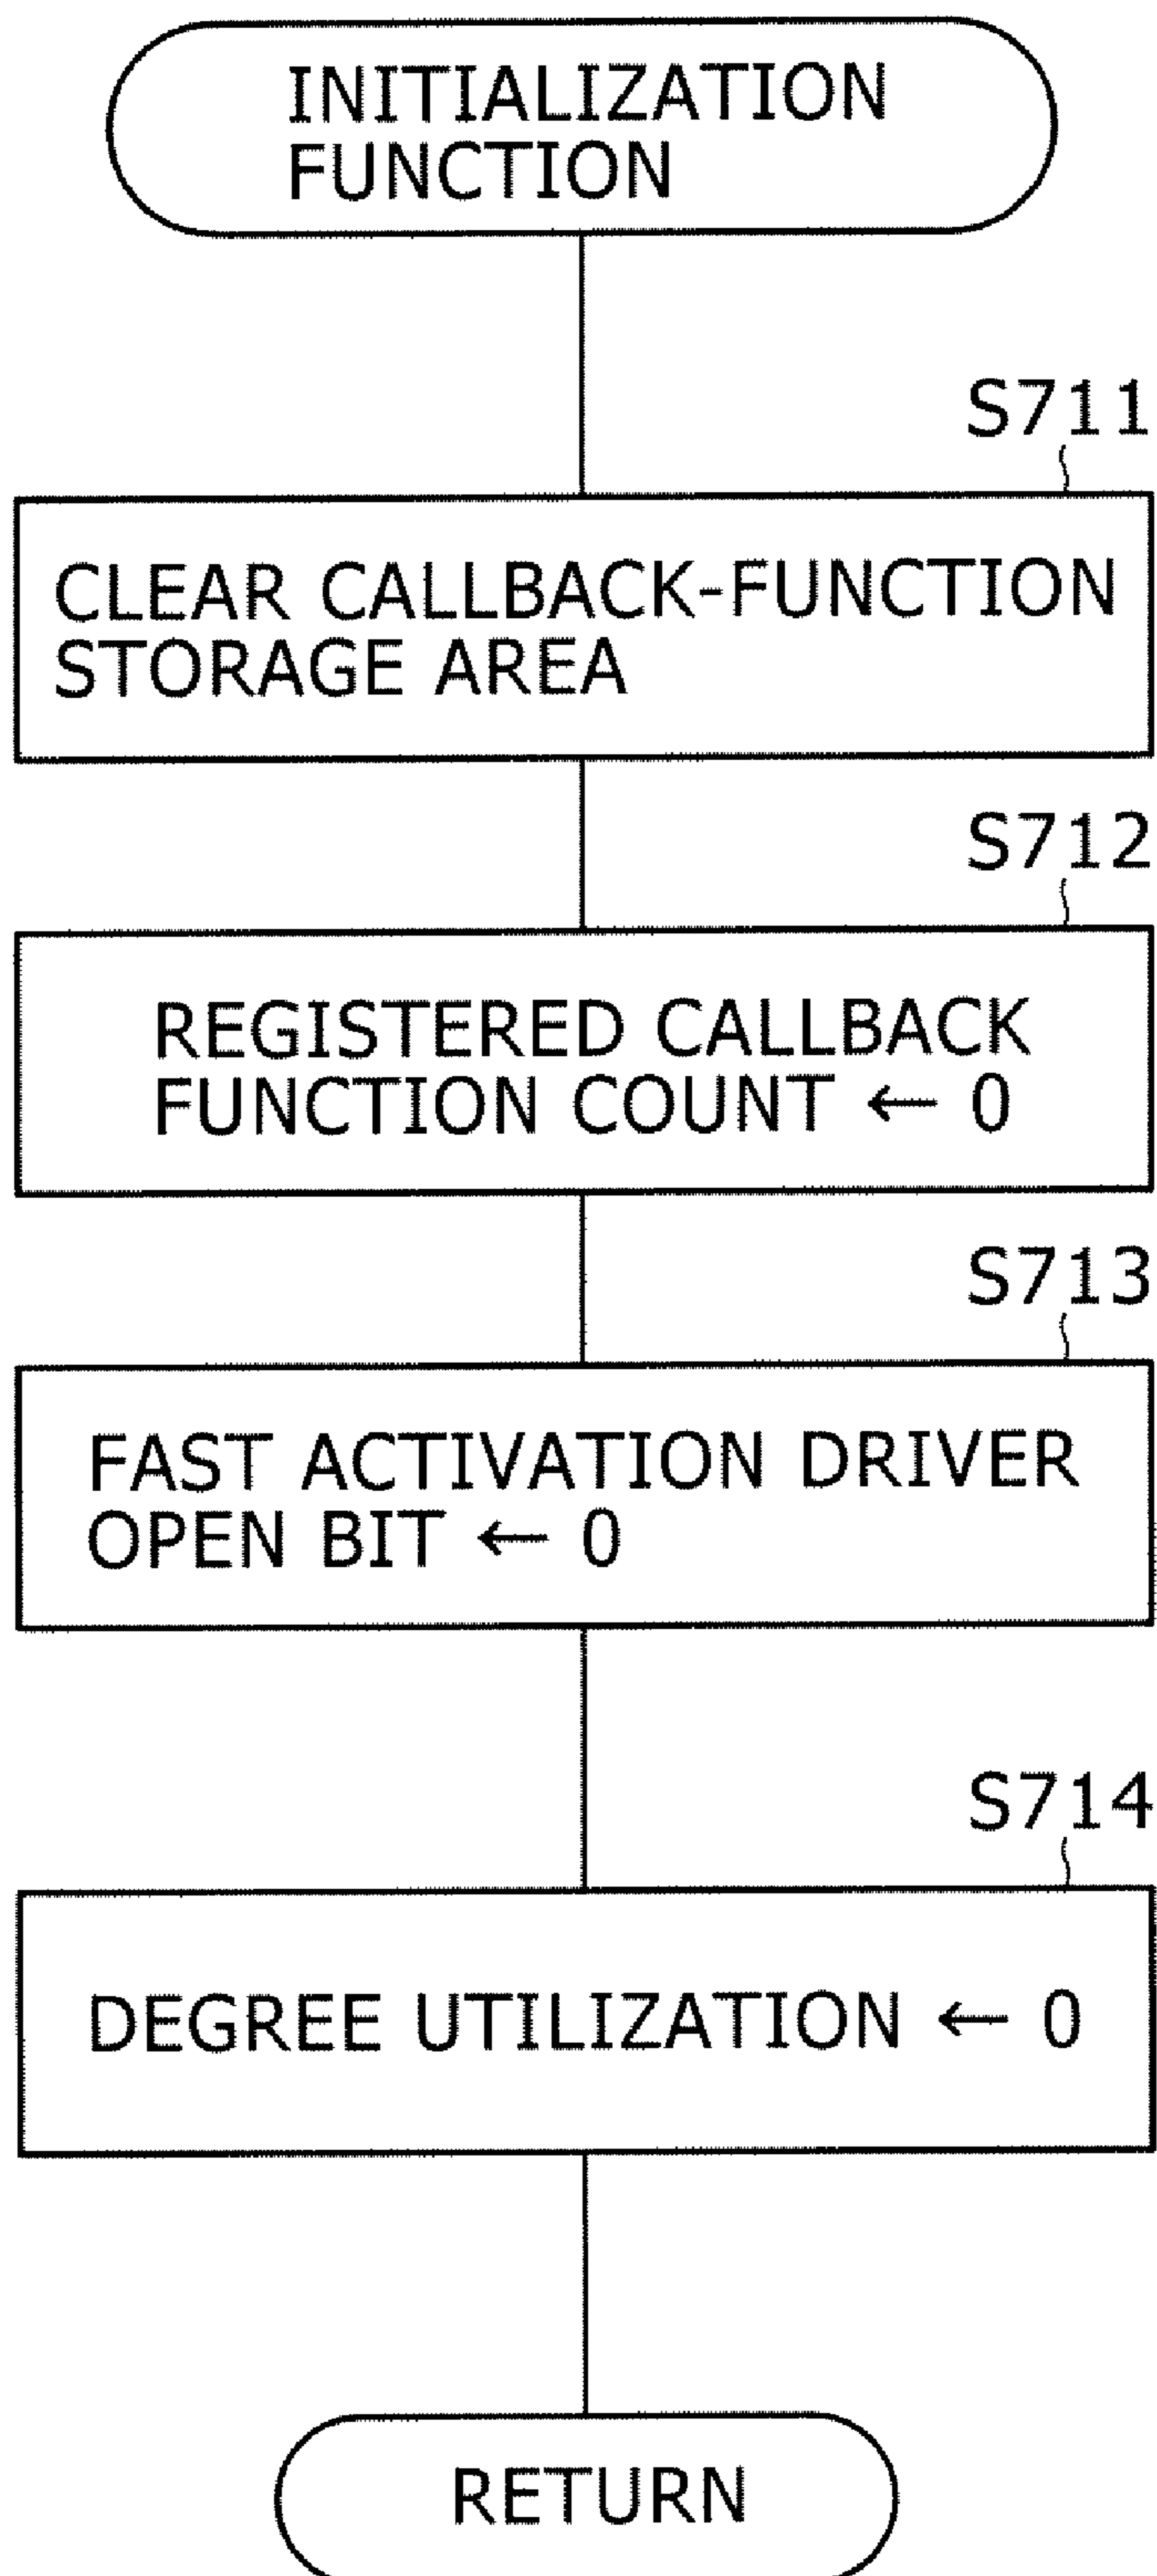 INITIALIZATION
FUNCTION
S711
CLEAR CALLBACK-FUNCTION
STORAGE AREA
S712
REGISTERED CALLBACK
FUNCTION COUNT ← 0
S713
FAST ACTIVATION DRIVER
OPEN BIT ← 0
S714
DEGREE UTILIZATION ← 0
RETURN